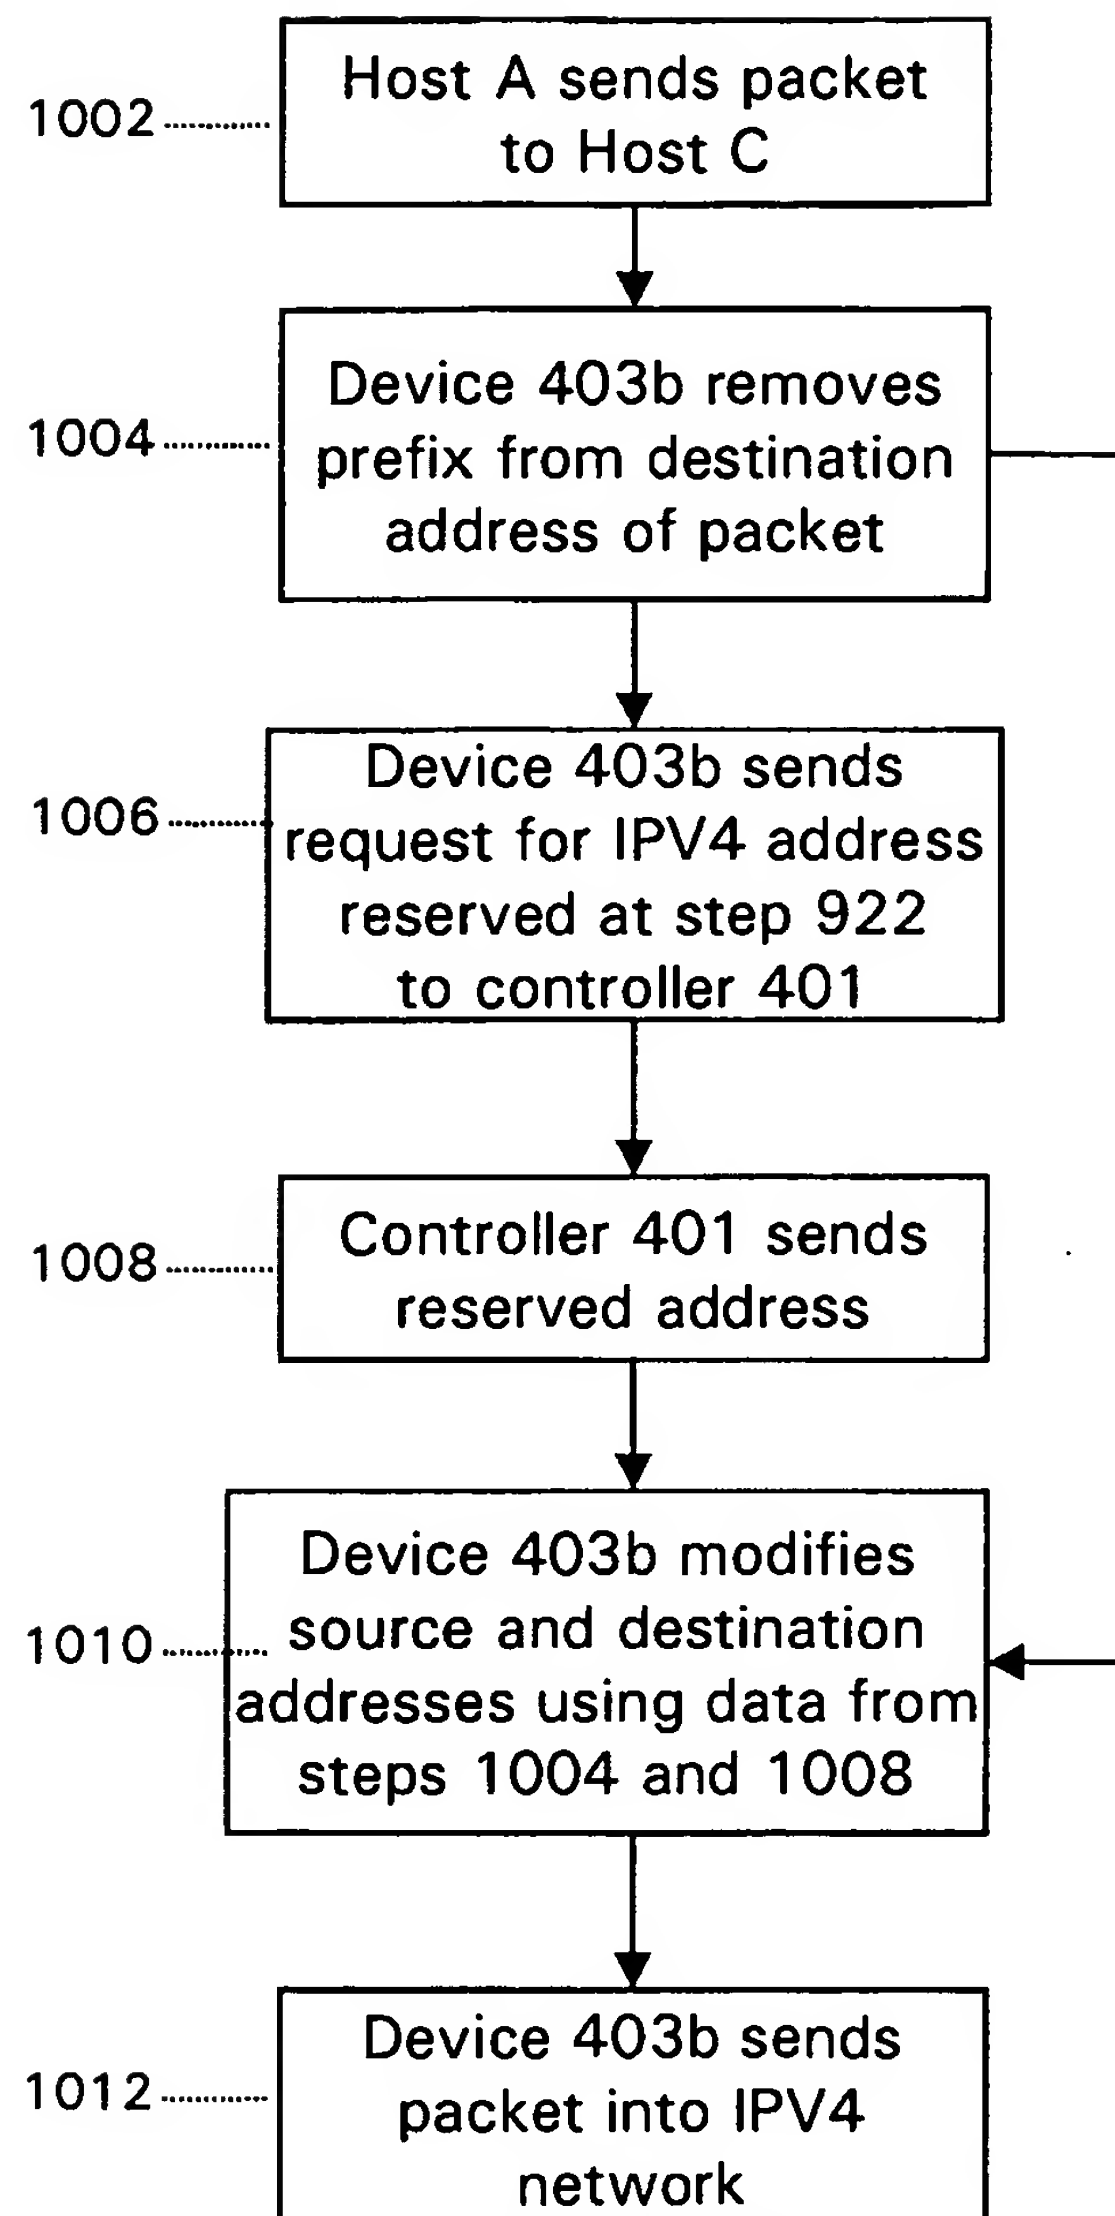 1002
Host A sends packet
to Host C
1004
Device 403b removes
prefix from destination
address of packet
1006
Device 403b sends
request for IPV4 address
reserved at step 922
to controller 401
1008
Controller 401 sends
reserved address
1010
Device 403b modifies
source and destination
addresses using data from
steps 1004 and 1008
1012
Device 403b sends
packet into IPV4
network